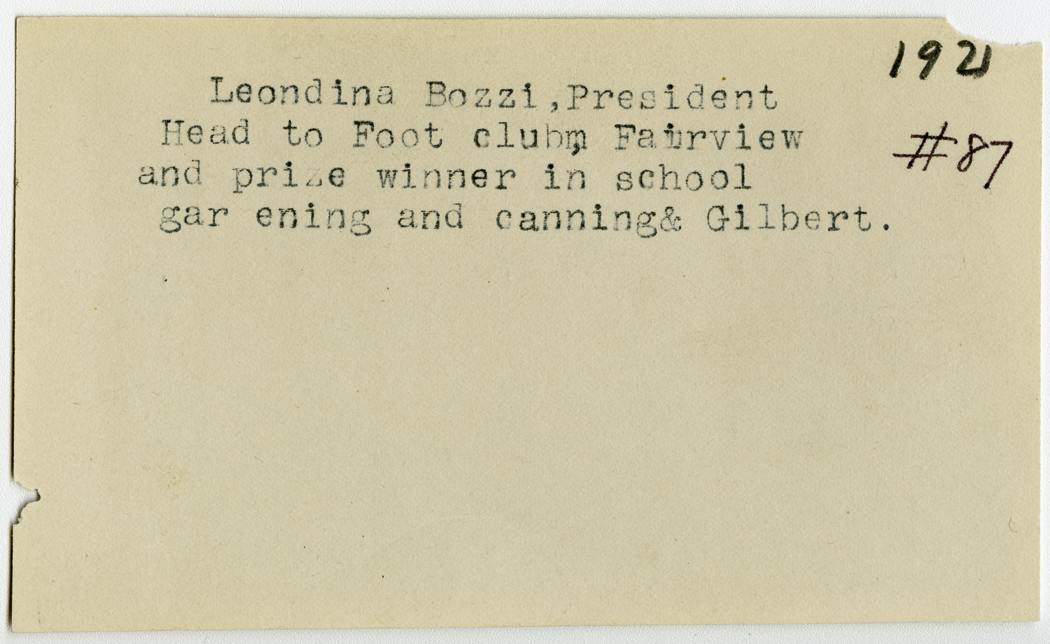 1921
Leondina Bozzi,President
Head to Foot club, Fairview
#87
and prize winner in school
gar ening and canning& Gilbert.